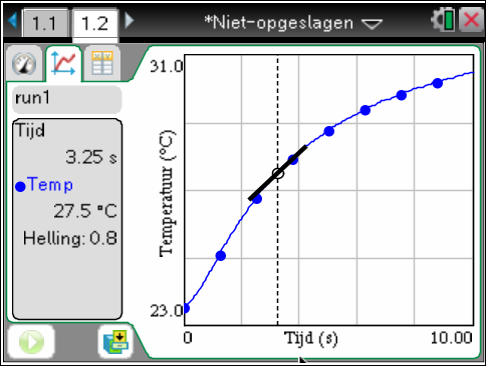 1.1 1.2 *Niet-opgeslagen
run1
Tijd
3.25 s
Temp
27.5 °C
Helling: 0.8
31.0
Temperatuur (°C)
23.0
0 Tijd (s) 10.00